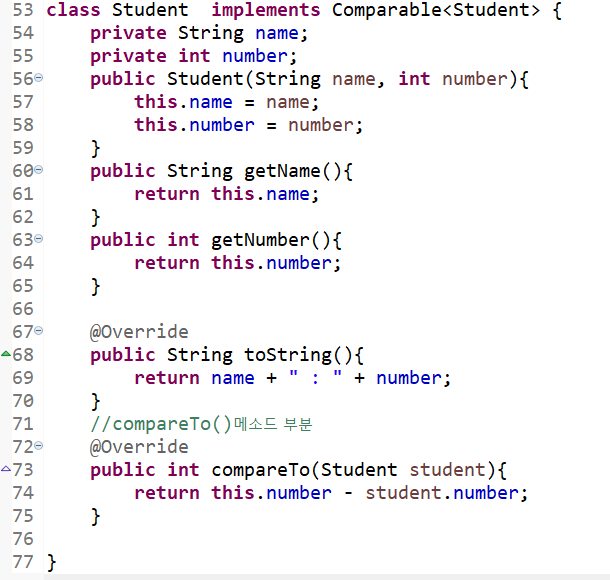 53 class Student  implements Comparable<Student> {
54     private String name;
55     private int number;
56     public Student(String name, int number){
57         this.name = name;
58         this.number = number;
59     }
60     public String getName(){
61         return this.name;
62     }
63     public int getNumber(){
64         return this.number;
65     }
66
67     @Override
68     public String toString(){
69         return name + " : " + number;
70     }
71     //compareTo()메소드 부분
72     @Override
73     public int compareTo(Student student){
74         return this.number - student.number;
75     }
76
77 }